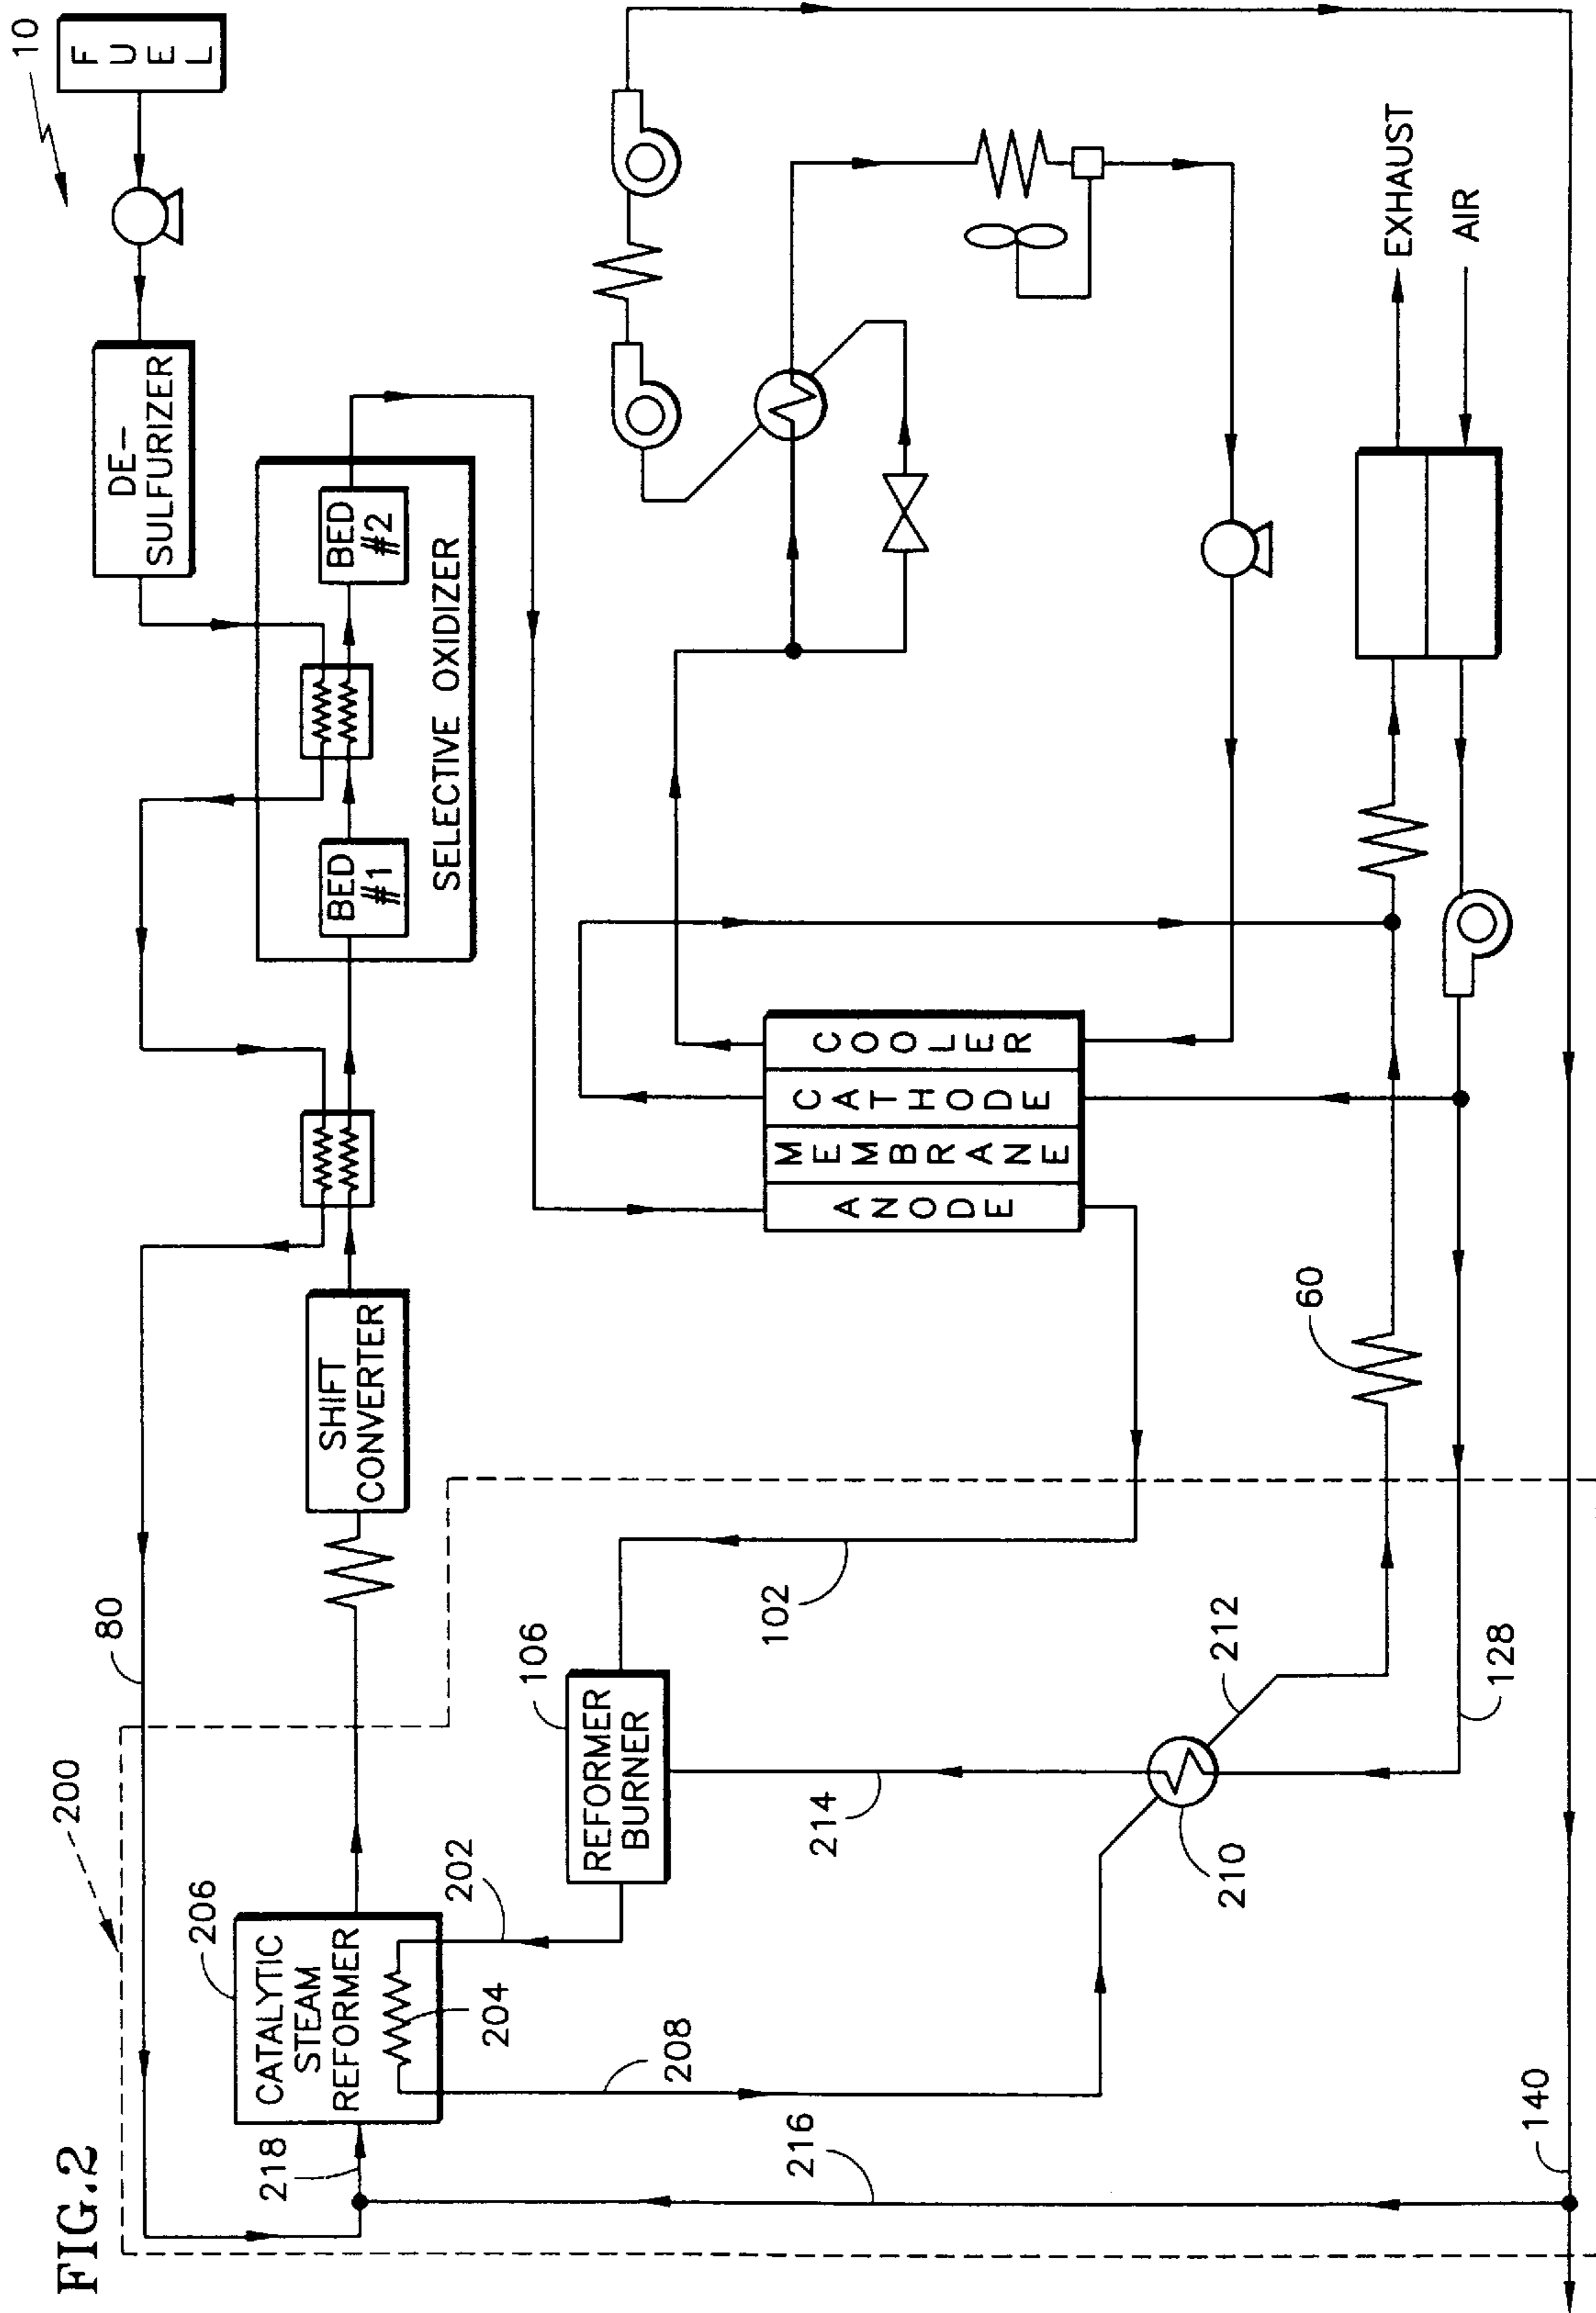 FIG.2
200
80
10
FUEL
DE-
SULFURIZER
206
CATALYTIC
STEAM
REFORMER
204
218
SHIFT
CONVERTER
BED
#1
BED
#2
SELECTIVE OXIDIZER
202
106
REFORMER
BURNER
208
102
214
216
210
212
ANODE
MEMBRANE
CATHODE
COOLER
60
128
140
EXHAUST
AIR